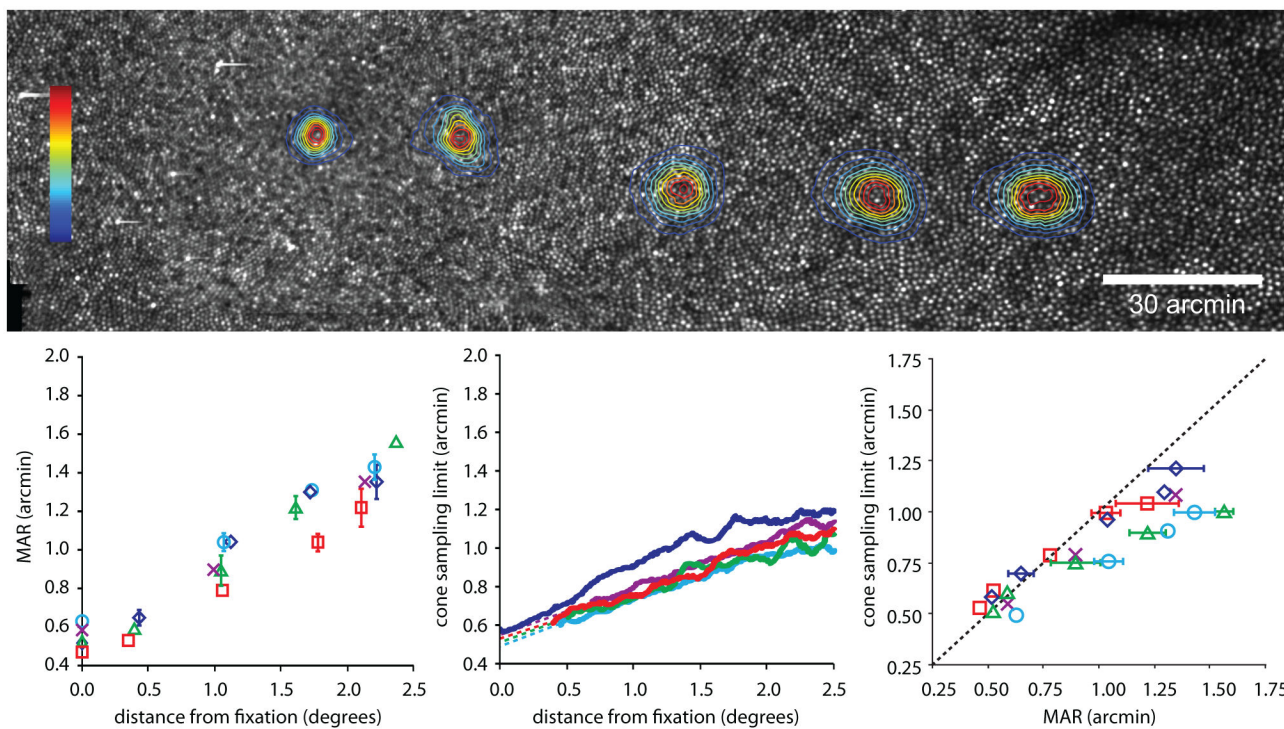 30 arcmin
MAR (arcmin)
2.0
1.8
1.6
1.4
1.2
1.0
0.8
0.6
0.4
0.0 0.5 1.0 1.5 2.0 2.5
distance from fixation (degrees)
cone sampling limit (arcmin)
2.0
1.8
1.6
1.4
1.2
1.0
0.8
0.6
0.4
0.0 0.5 1.0 1.5 2.0 2.5
distance from fixation (degrees)
cone sampling limit (arcmin)
1.75
1.50
1.25
1.00
0.75
0.50
0.25
0.25 0.50 0.75 1.00 1.25 1.50 1.75
MAR (arcmin)